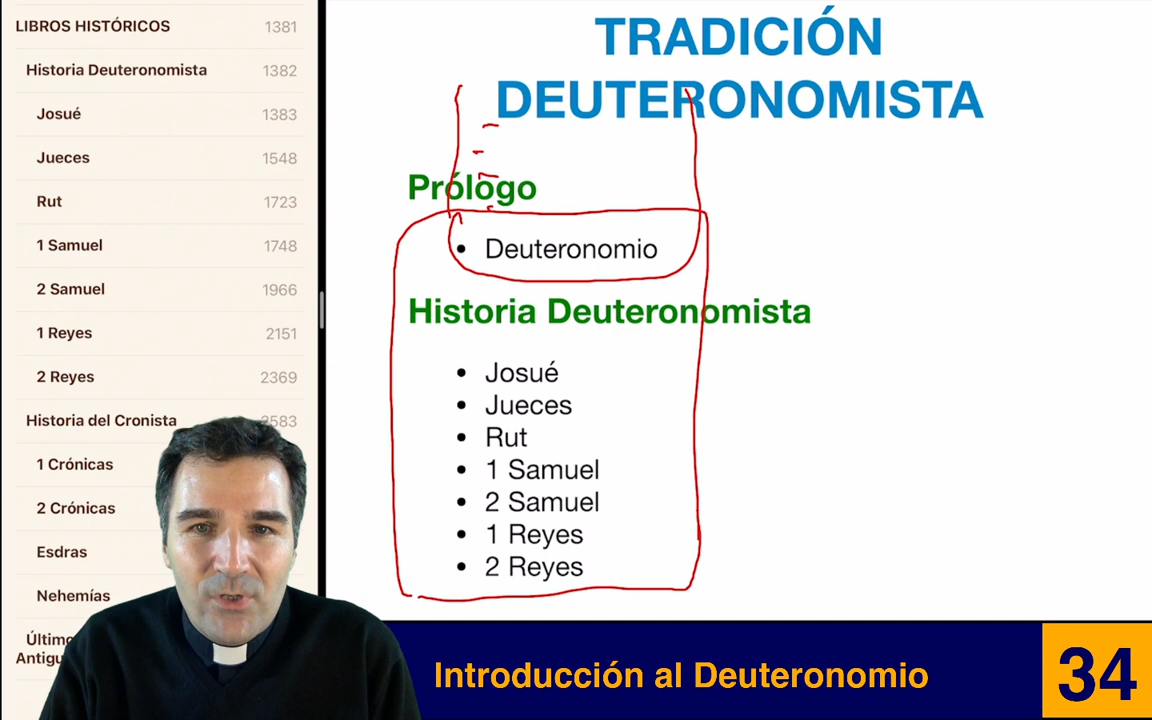 LIBROS HISTÓRICOS 1381
Historia Deuteronomista 1382
Josué 1383
Jueces 1548
Rut 1723
1 Samuel 1748
2 Samuel 1966
1 Reyes 2151
2 Reyes 2369
Historia del Cronista 2583
1 Crónicas
2 Crónicas
Esdras
Nehemías
TRADICIÓN
DEUTERONOMISTA
Prólogo
• Deuteronomio
Historia Deuteronomista
• Josué
• Jueces
• Rut
• 1 Samuel
• 2 Samuel
• 1 Reyes
• 2 Reyes
Introducción al Deuteronomio
34